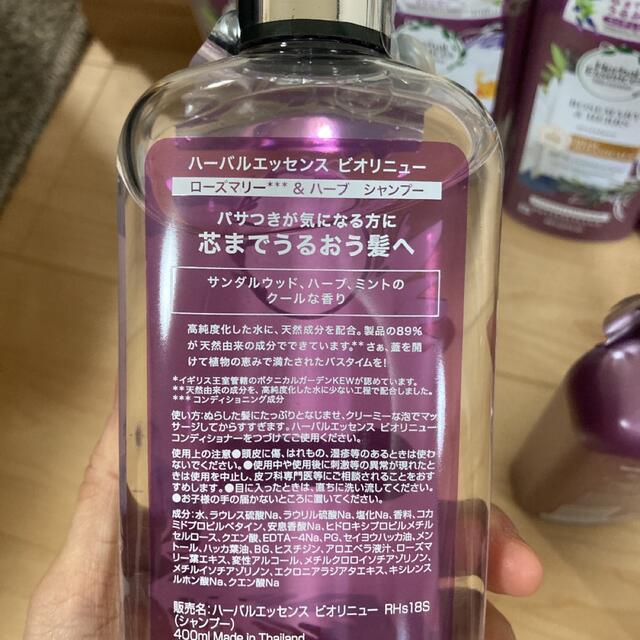 ハーバルエッセンス ビオリニュー
ローズマリー*** & ハーブ シャンプー
パサつきが気になる方に
芯までうるおう髪へ
サンダルウッド、ハーブ、ミントの
クールな香り
高純度化した水に、天然成分を配合。製品の89%
が天然由来の成分でできています。** さぁ、蓋を開
けて植物の恵みで満たされたバスタイムを!
*イギリス王室管轄のボタニカルガーデンKEWが認めています。
**天然由来の成分を、高純度化した水に少ない工程で配合しました。
*** コンディショニング成分
使い方:ぬらした髪にたっぷりとなじませ、クリーミーな泡でマッ
サージしてからすすぎます。ハーバルエッセンス ビオリニュー
コンディショナーをつづけてご使用ください。
使用上の注意●頭皮に傷、はれもの、湿疹等のあるときは使わ
ないでください。●使用中や使用後に刺激等の異常が現れたと
きは使用を中止し、皮フ科専門医等にご相談されることをおす
すめします。●目に入ったときは、直ちに洗い流してください。
●お子様の手の届かないところに置いてください。
成分:水、ラウレス硫酸Na、ラウリル硫酸Na、塩化Na、香料、コカ
ミドプロピルベタイン、安息香酸Na、ヒドロキシプロピルメチル
セルロース、クエン酸、EDTA-4Na、PG、セイヨウハッカ油、メン
トール、ハッカ葉油、BG、ヒスチジン、アロエベラ液汁、ローズマ
リー葉エキス、変性アルコール、メチルクロロイソチアゾリノン、
メチルイソチアゾリノン、エクロニアラジアタエキス、キシレンス
ルホン酸Na、クエン酸Na
販売名:ハーバルエッセンス ビオリニュー RHs18S
(シャンプー)
400ml Made in Thailand